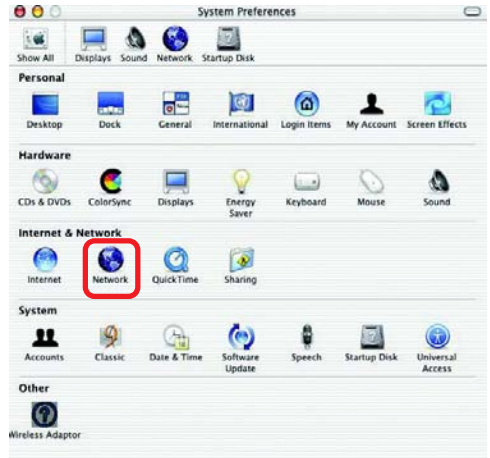 System Preferences
Show All Displays Sound Network Startup Disk
Personal
Desktop Dock General International Login Items My Account Screen Effects
Hardware
CDs & DVDs ColorSync Displays Energy Saver Keyboard Mouse Sound
Internet & Network
Internet Network QuickTime Sharing
System
Accounts Classic Date & Time Software Update Speech Startup Disk Universal Access
Other
Wireless Adaptor